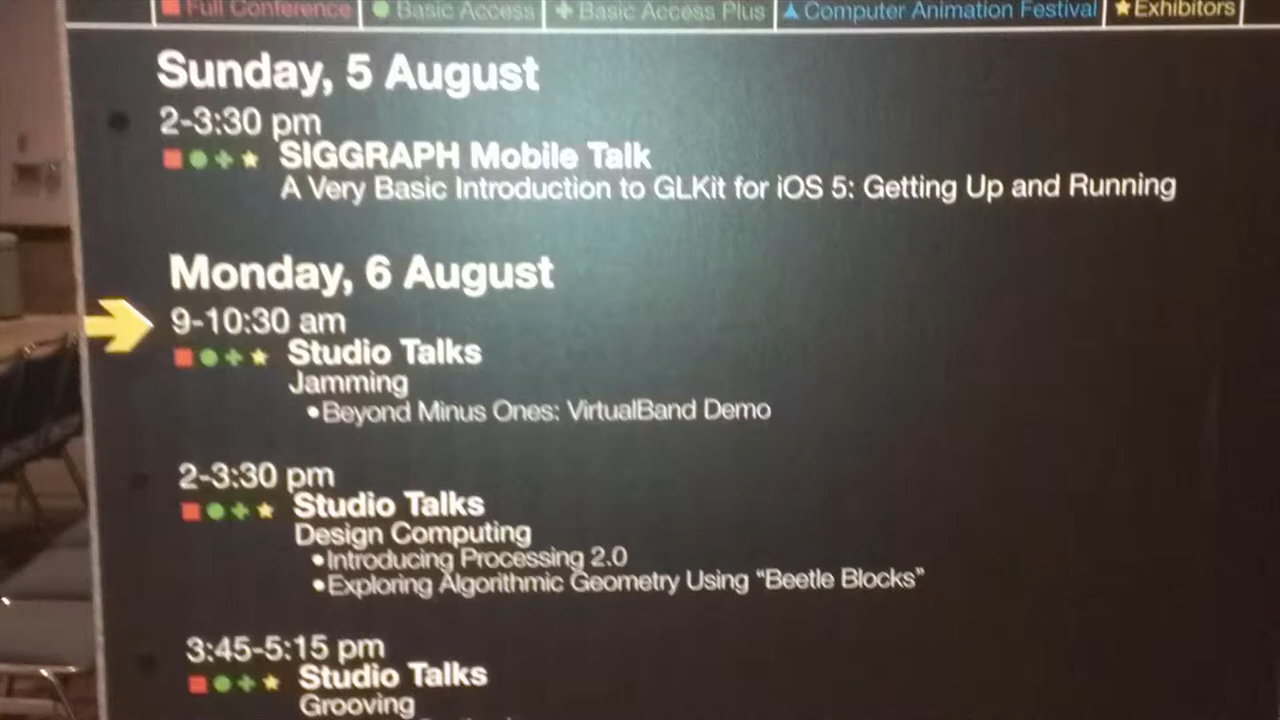 Full Conference Basic Access Basic Access Plus Computer Animation Festival Exhibitors
Sunday, 5 August
2-3:30 pm
SIGGRAPH Mobile Talk
A Very Basic Introduction to GLKit for iOS 5: Getting Up and Running
Monday, 6 August
9-10:30 am
Studio Talks
Jamming
•Beyond Minus Ones: VirtualBand Demo
2-3:30 pm
Studio Talks
Design Computing
•Introducing Processing 2.0
•Exploring Algorithmic Geometry Using “Beetle Blocks”
3:45-5:15 pm
Studio Talks
Grooving